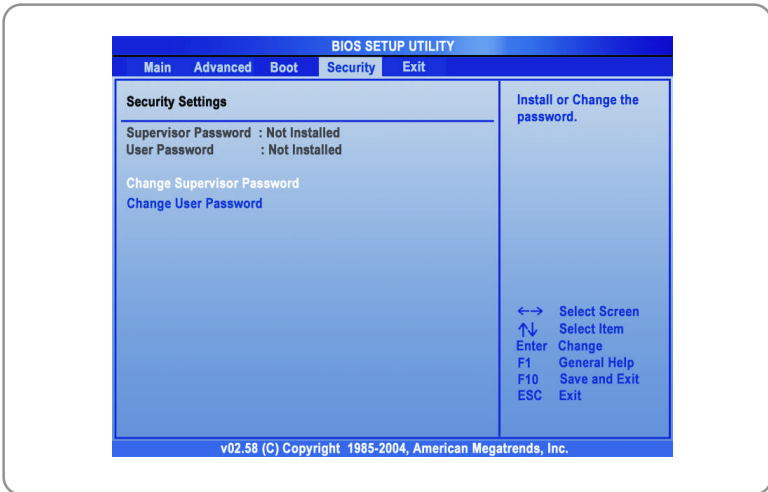 BIOS SETUP UTILITY
Main Advanced Boot Security Exit
Security Settings
Supervisor Password : Not Installed
User Password : Not Installed
Change Supervisor Password
Change User Password
Install or Change the
password.
←→ Select Screen
↑↓ Select Item
Enter Change
F1 General Help
F10 Save and Exit
ESC Exit
v02.58 (C) Copyright 1985-2004, American Megatrends, Inc.